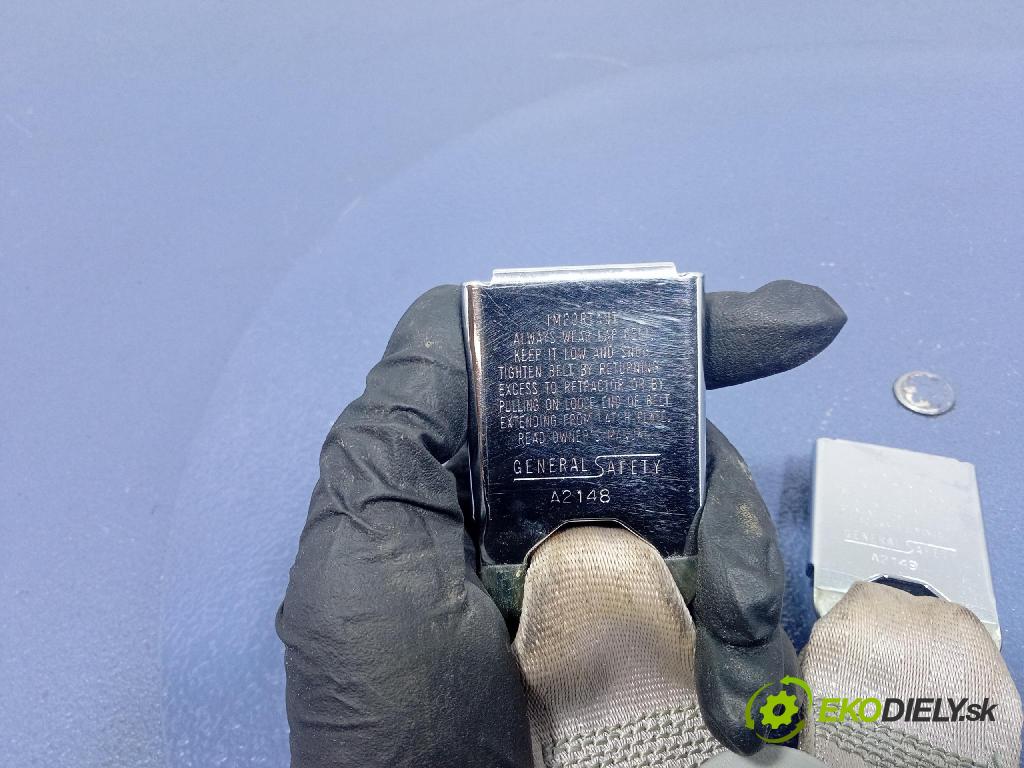 IMPORTANT
ALWAYS WEAR LAP BELT
KEEP IT LOW AND SNUG
TIGHTEN BELT BY RETURNING
EXCESS TO RETRACTOR OR BY
PULLING ON LOOSE END OF BELT
EXTENDING FROM LATCH PLATE
READ OWNER'S MANUAL
GENERAL SAFETY
A2148
GENERAL SAFETY
A2149
EKODIELY.sk